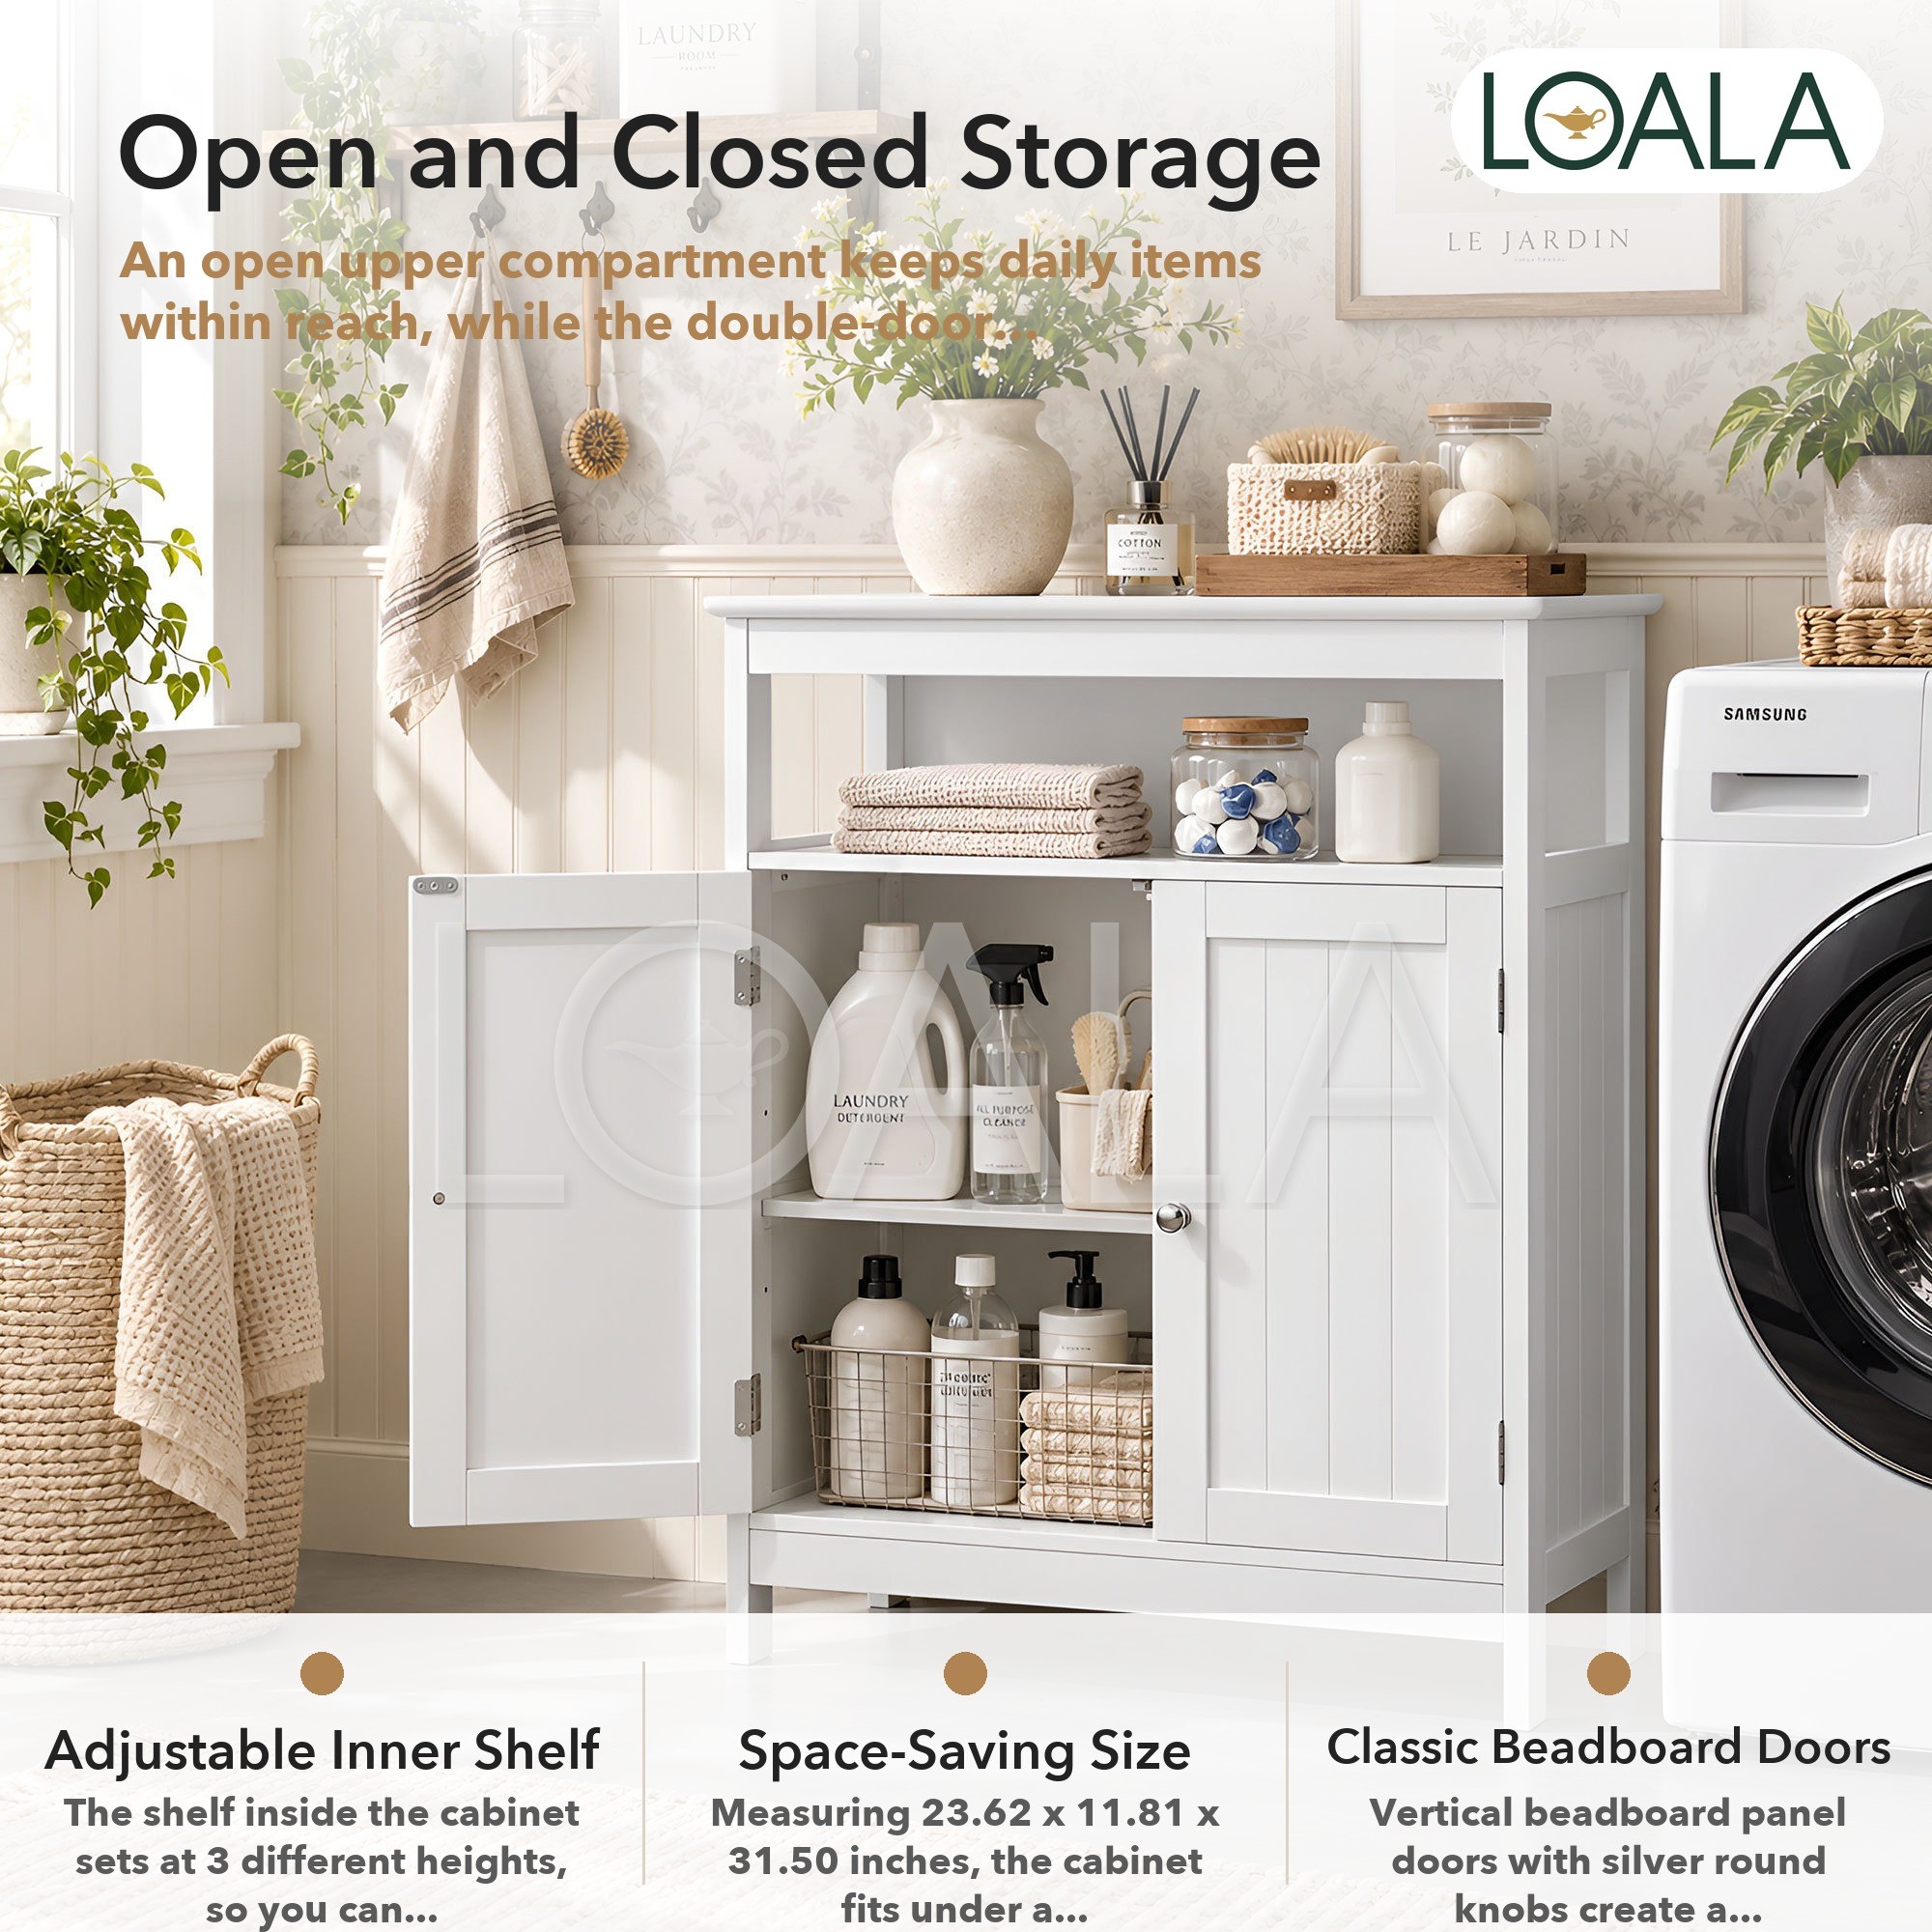 LAUNDRY
ROOM
Open and Closed Storage
LOALA
LE JARDIN
An open upper compartment keeps daily items
within reach, while the double-door...
COTTON
SAMSUNG
LOALA
LAUNDRY
DETERGENT
ALL PURPOSE
CLEANER
Adjustable Inner Shelf
The shelf inside the cabinet
sets at 3 different heights,
so you can...
Space-Saving Size
Measuring 23.62 x 11.81 x
31.50 inches, the cabinet
fits under a...
Classic Beadboard Doors
Vertical beadboard panel
doors with silver round
knobs create a...